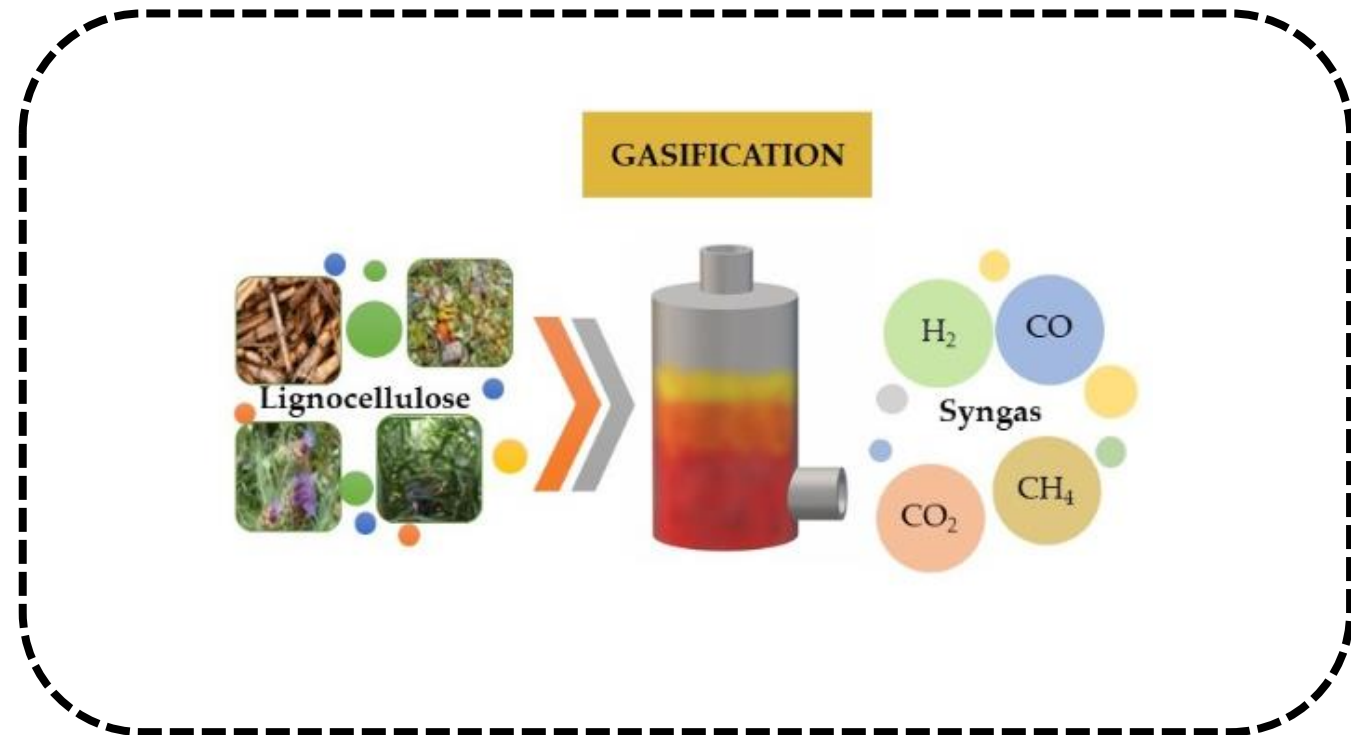 GASIFICATION
Lignocellulose
H₂
CO
Syngas
CO₂
CH₄